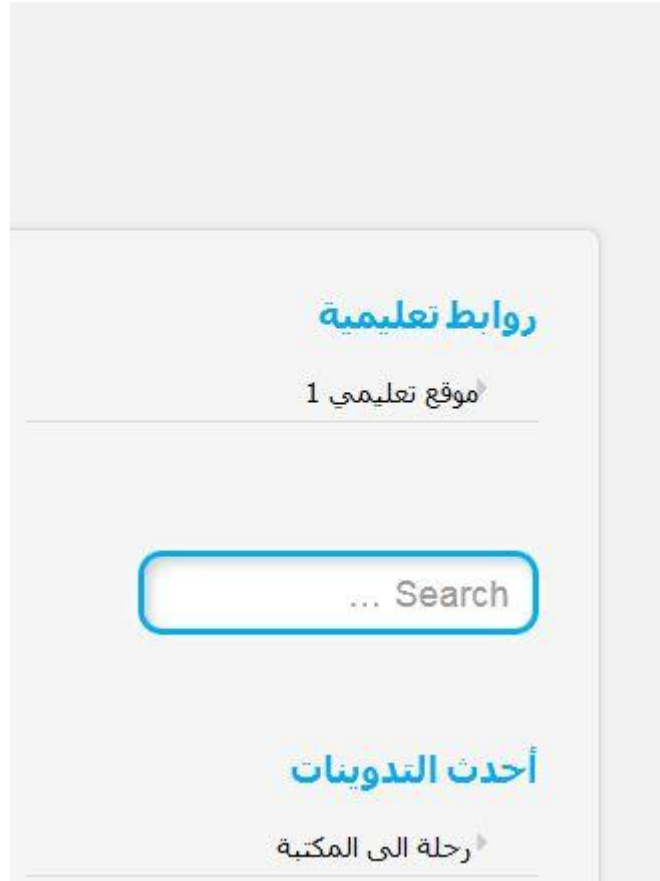 روابط تعليمية
موقع تعليمي 1
Search ...
أحدث التدوينات
رحلة الى المكتبة